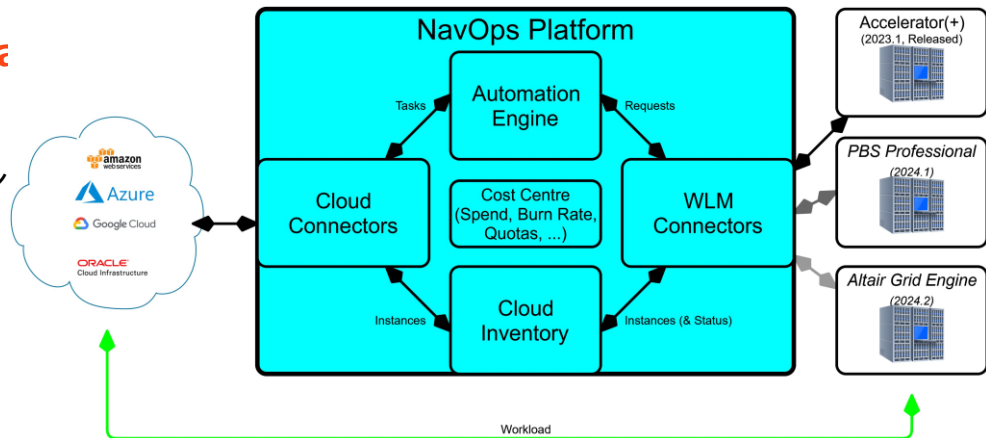 NavOps Platform
Accelerator(+)
(2023.1, Released)
Tasks
Automation
Engine
Requests
amazon
webservices
Azure
Google Cloud
ORACLE
Cloud Infrastructure
Cloud
Connectors
Cost Centre
(Spend, Burn Rate,
Quotas, ...)
WLM
Connectors
PBS Professional
(2024.1)
Instances
Cloud
Inventory
Instances (& Status)
Altair Grid Engine
(2024.2)
Workload